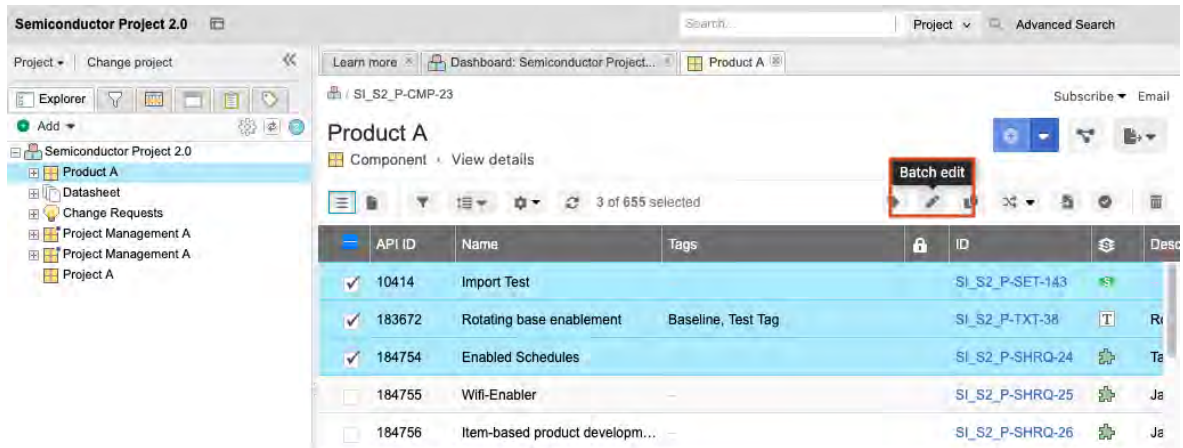 Semiconductor Project 2.0
Search...
Project
Advanced Search
Project
Change project
Learn more
Dashboard: Semiconductor Project...
Product A
Explorer
SI_S2_P-CMP-23
Subscribe
Email
Add
Product A
Semiconductor Project 2.0
Component
View details
Product A
Batch edit
Datasheet
Change Requests
3 of 655 selected
Project Management A
Project Management A
API ID Name Tags ID Desc
Project A
10414 Import Test SI_S2_P-SET-143
183672 Rotating base enablement Baseline, Test Tag SI_S2_P-TXT-38 T
184754 Enabled Schedules SI_S2_P-SHRQ-24 Ta
184755 Wifi-Enabler – SI_S2_P-SHRQ-25 Ja
184756 Item-based product developm... – SI_S2_P-SHRQ-26 Ja